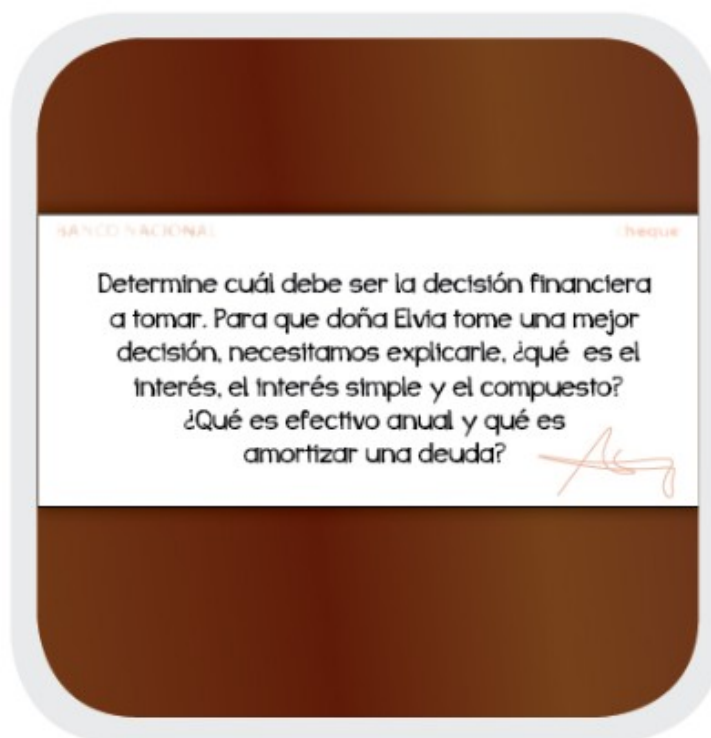 BANCO NACIONAL
Cheque
Determine cuál debe ser la decisión financiera
a tomar. Para que doña Elvia tome una mejor
decisión, necesitamos explicarle, ¿qué es el
interés, el interés simple y el compuesto?
¿Qué es efectivo anual y qué es
amortizar una deuda?